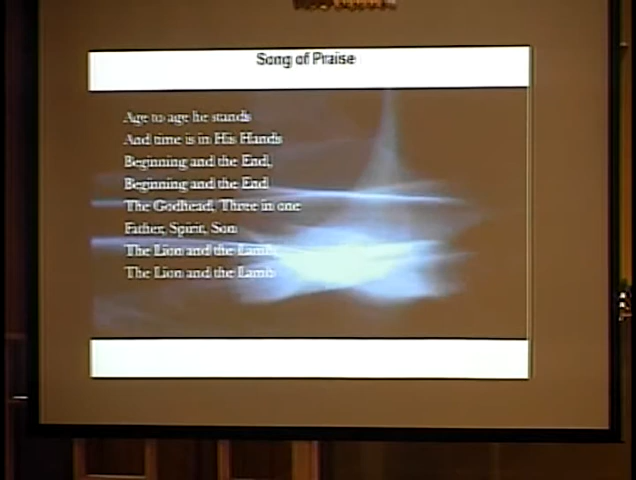 Song of Praise
Age to age he stands
And time is in His Hands
Beginning and the End,
Beginning and the End
The Godhead, Three in one
Father, Spirit, Son
The Lion and the Lamb
The Lion and the Lamb